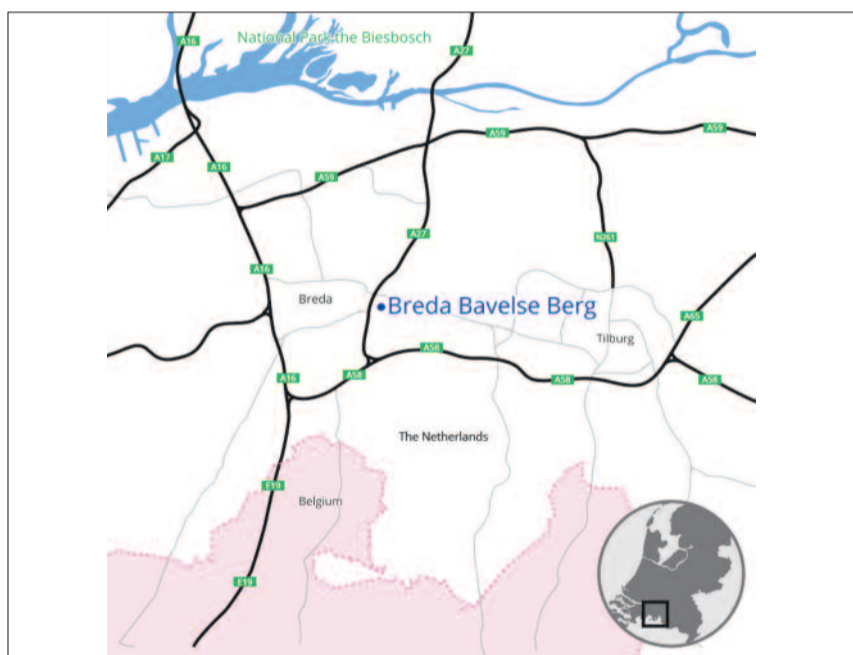 A16
National Park the Biesbosch
A27
A59
A59
A17
A16
A59
A27
N261
A16
Breda
Breda Bavelse Berg
A65
Tilburg
A58
A16
A58
A58
A58
The Netherlands
E19
Belgium
E19